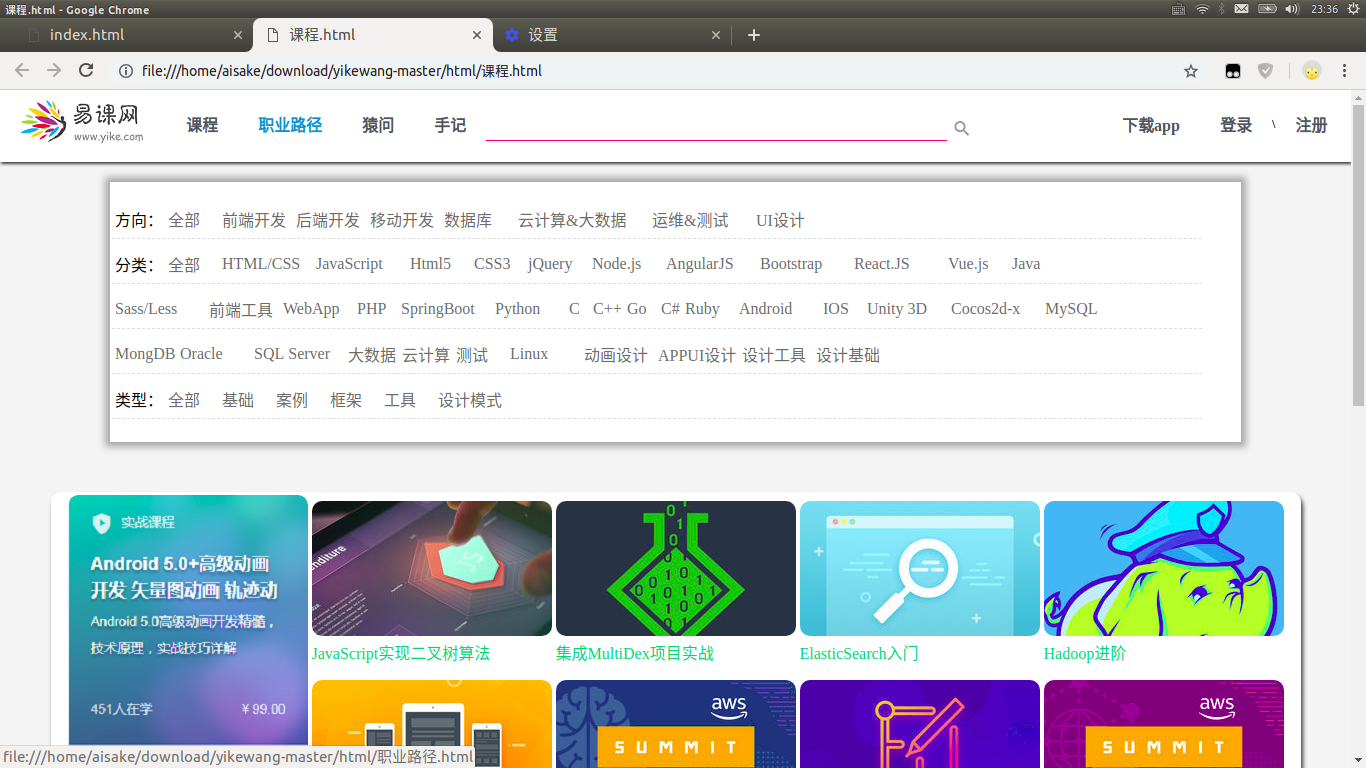 课程.html - Google Chrome
23:36
index.html
课程.html
设置
file:///home/aisake/download/yikewang-master/html/课程.html
易课网
www.yike.com
课程 职业路径 猿问 手记
下载app 登录 \ 注册
方向： 全部 前端开发 后端开发 移动开发 数据库 云计算&大数据 运维&测试 UI设计
分类： 全部 HTML/CSS JavaScript Html5 CSS3 jQuery Node.js AngularJS Bootstrap React.JS Vue.js Java
Sass/Less 前端工具 WebApp PHP SpringBoot Python C C++ Go C# Ruby Android IOS Unity 3D Cocos2d-x MySQL
MongDB Oracle SQL Server 大数据 云计算 测试 Linux 动画设计 APPUI设计 设计工具 设计基础
类型： 全部 基础 案例 框架 工具 设计模式
实战课程
Android 5.0+高级动画
开发 矢量图动画 轨迹动
Android 5.0高级动画开发精髓，
技术原理，实战技巧详解
451人在学 ￥99.00
nditure
JS
JavaScript实现二叉树算法
集成MultiDex项目实战
ElasticSearch入门
Hadoop进阶
aws
SUMMIT
aws
SUMMIT
file:///home/aisake/download/yikewang-master/html/职业路径.html